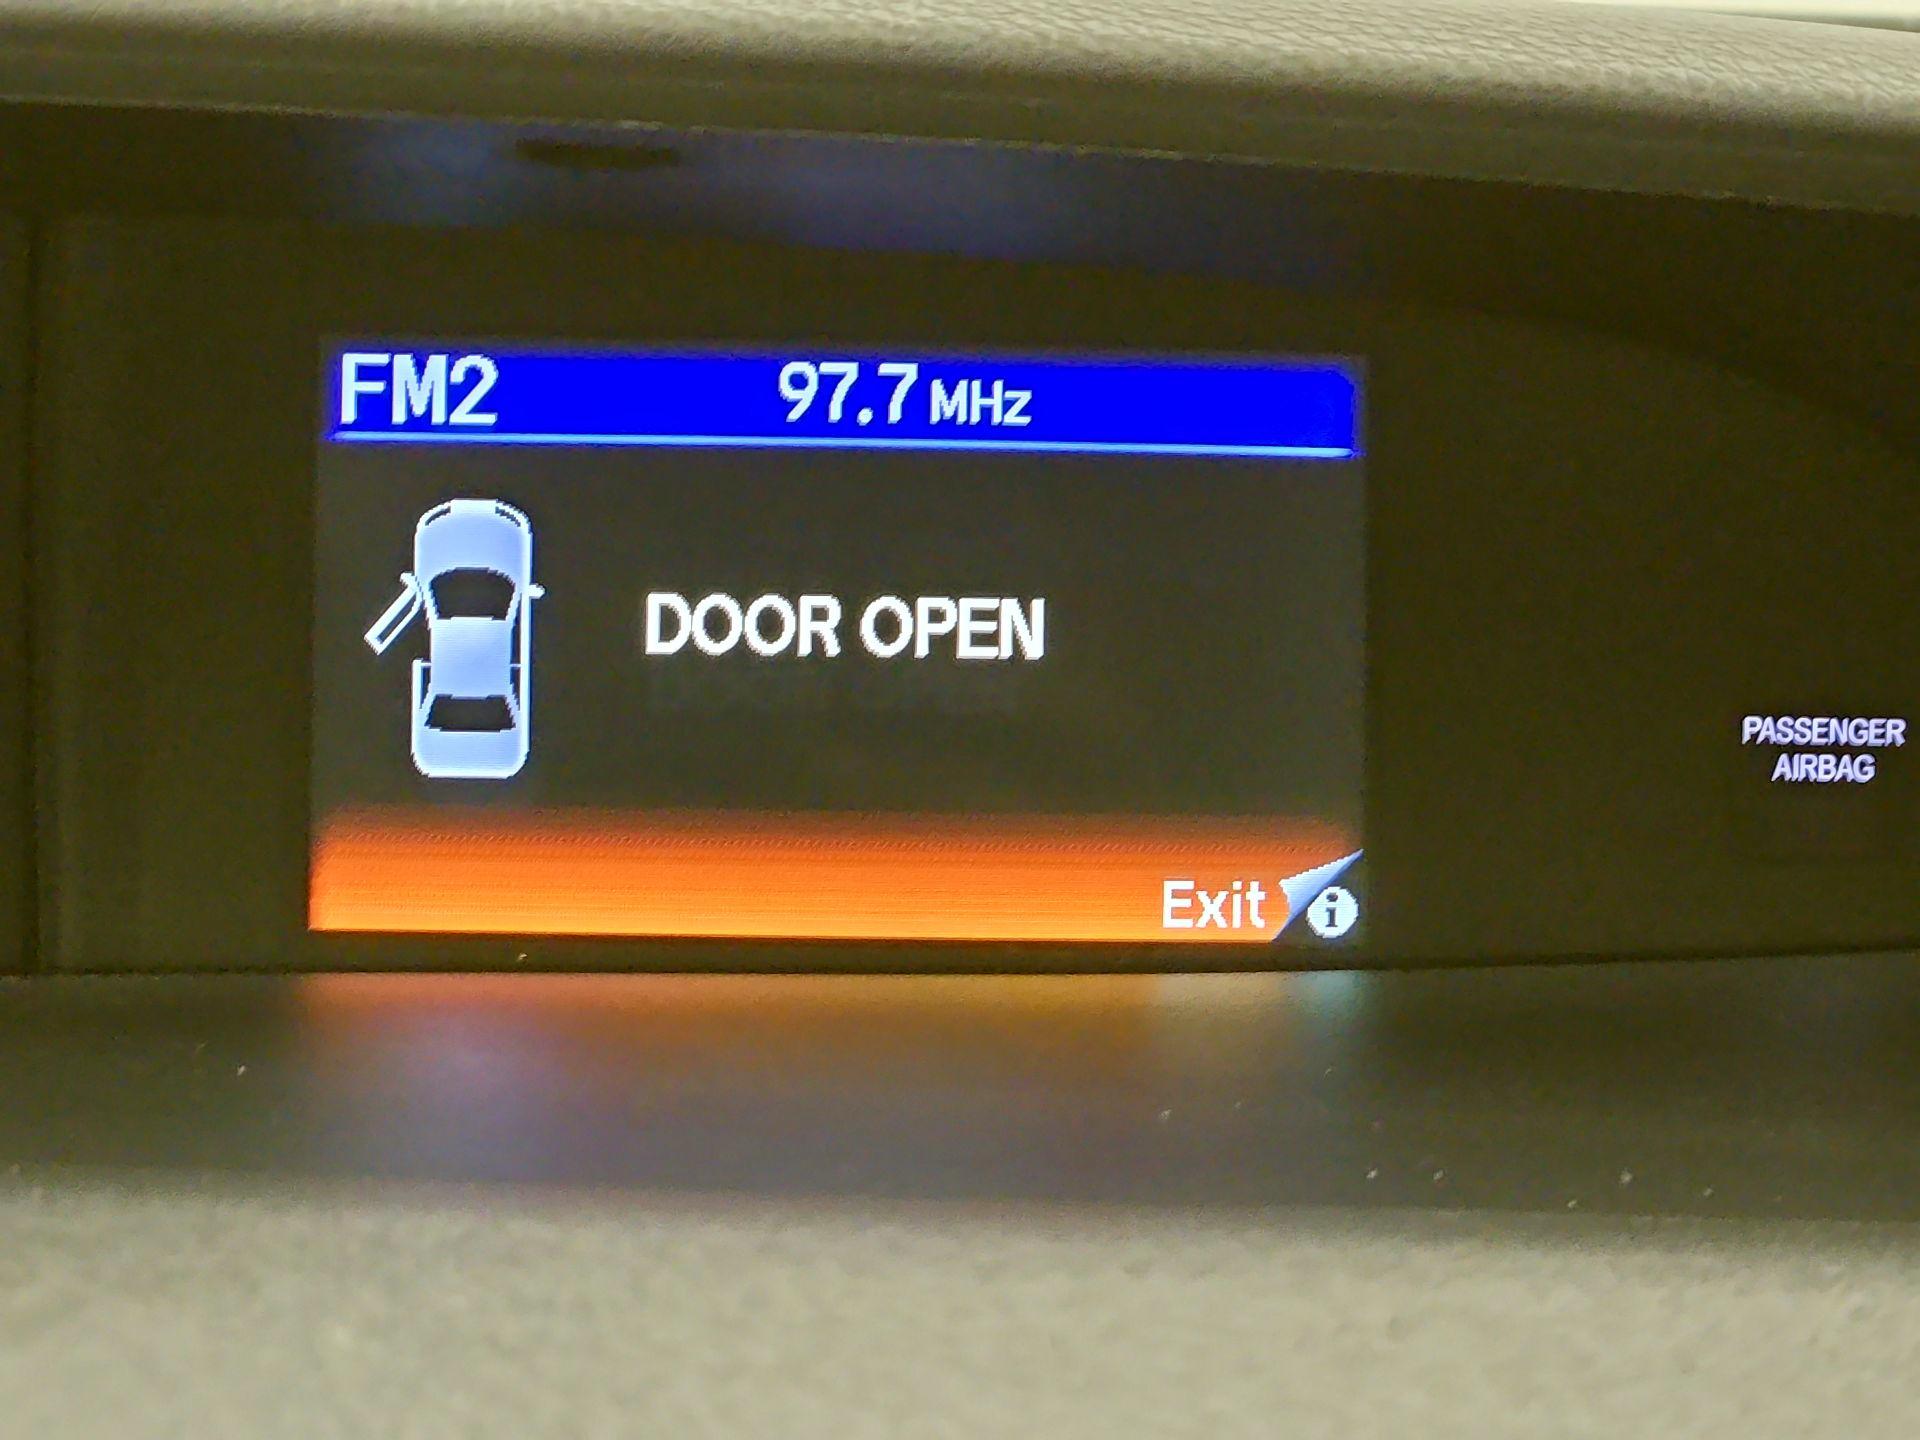 FM2 97.7 MHz
DOOR OPEN
PASSENGER
AIRBAG
Exit i